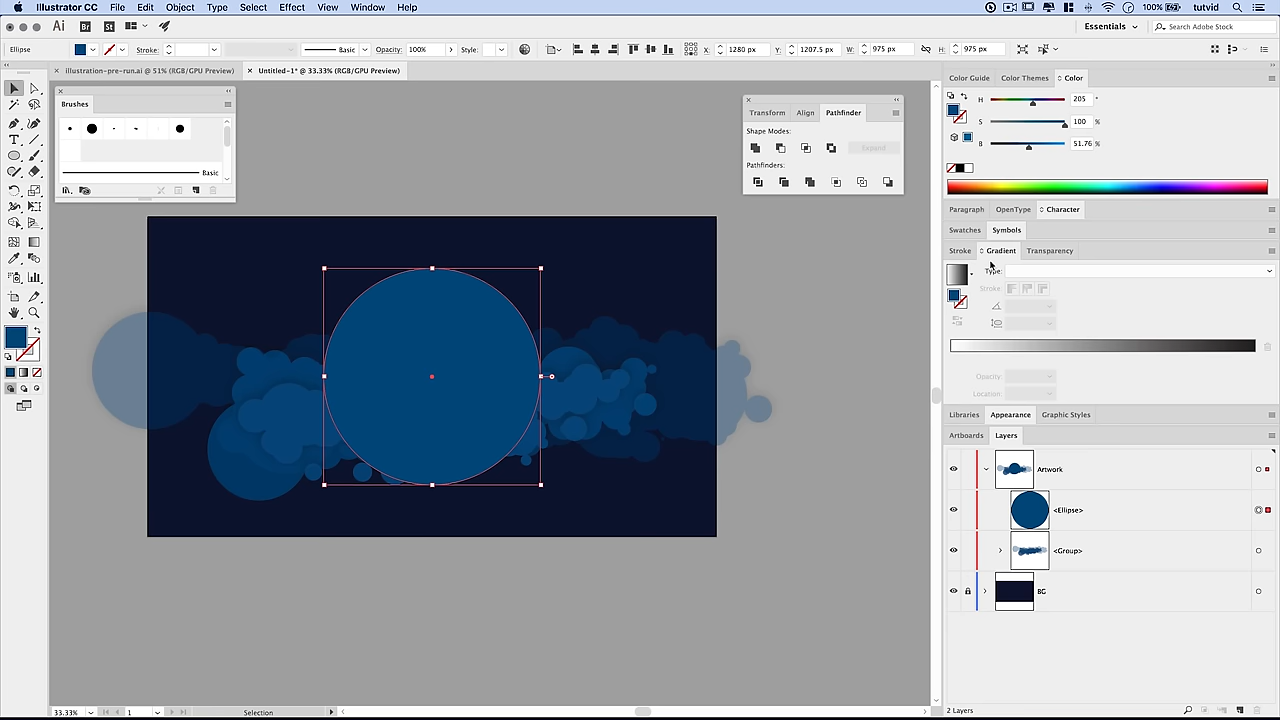 Illustrator CC File Edit Object Type Select Effect View Window Help 100% tutvid
Ai Br St Essentials Search Adobe Stock
Ellipse Stroke: Basic Opacity: 100% Style: X: 1280 px Y: 1207.5 px W: 975 px H: 975 px
illustration-pre-run.ai @ 51% (RGB/GPU Preview) Untitled-1* @ 33.33% (RGB/GPU Preview)
Color Guide Color Themes Color
Brushes
Basic
Transform Align Pathfinder
Shape Modes:
Expand
Pathfinders:
H 205 °
S 100 %
B 51.76 %
Paragraph OpenType Character
Swatches Symbols
Stroke Gradient Transparency
Type:
Stroke:
Opacity:
Location:
Libraries Appearance Graphic Styles
Artboards Layers
Artwork
<Ellipse>
<Group>
BG
33.33% 1 Selection 2 Layers